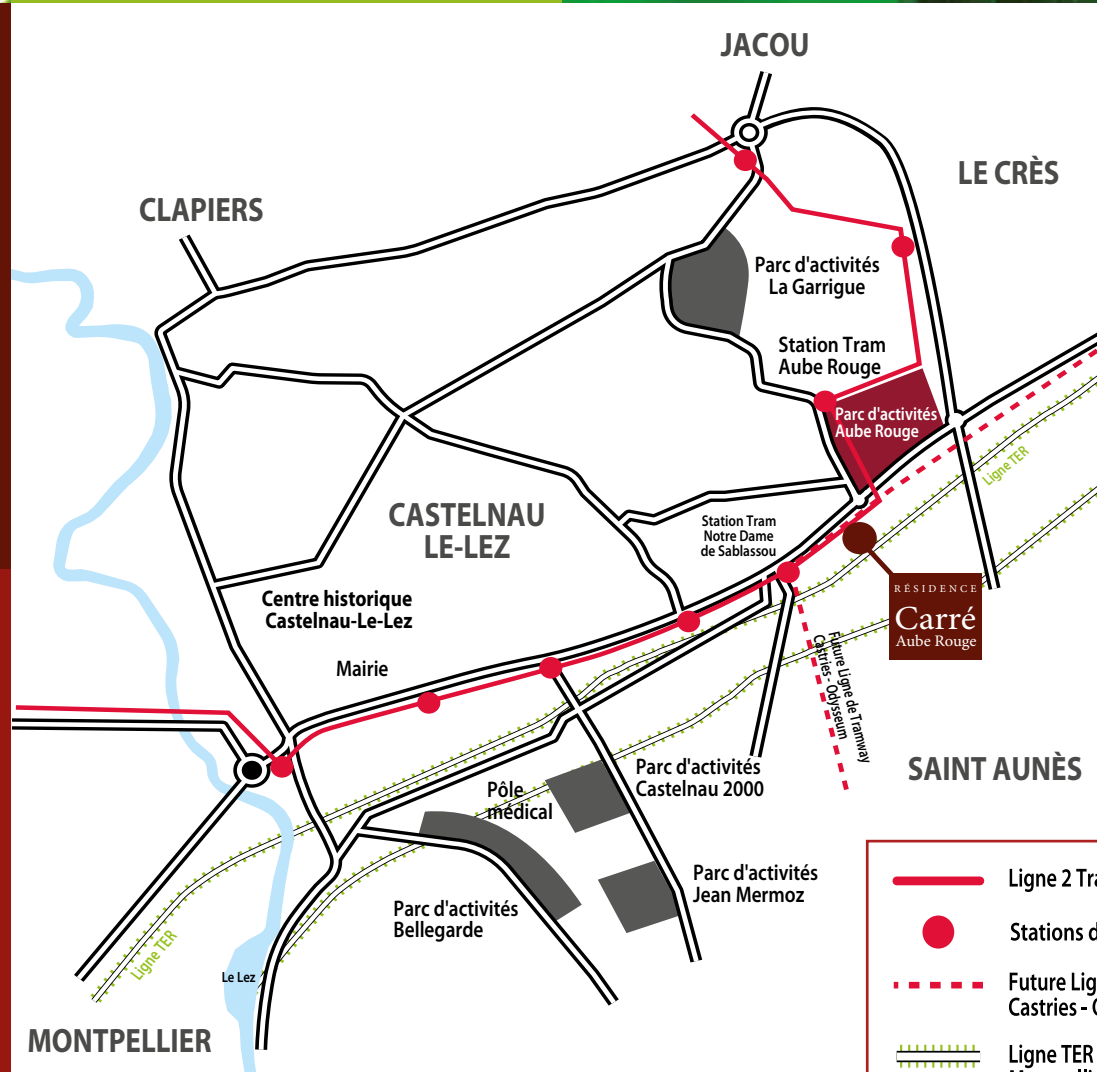 JACOU
LE CRÈS
CLAPIERS
Parc d'activités
La Garrigue
Station Tram
Aube Rouge
Parc d'activités
Aube Rouge
Ligne TER
CASTELNAU
LE-LEZ
Station Tram
Notre Dame
de Sablassou
RÉSIDENCE
Carré
Aube Rouge
Centre historique
Castelnau-Le-Lez
Mairie
Future Ligne de Tramway
Castries - Odysseum
SAINT AUNÈS
Parc d'activités
Castelnau 2000
Pôle
médical
Parc d'activités
Jean Mermoz
Parc d'activités
Bellegarde
Ligne TER
Le Lez
MONTPELLIER
Ligne 2 Tra
Stations d
Future Lig
Castries - 
Ligne TER